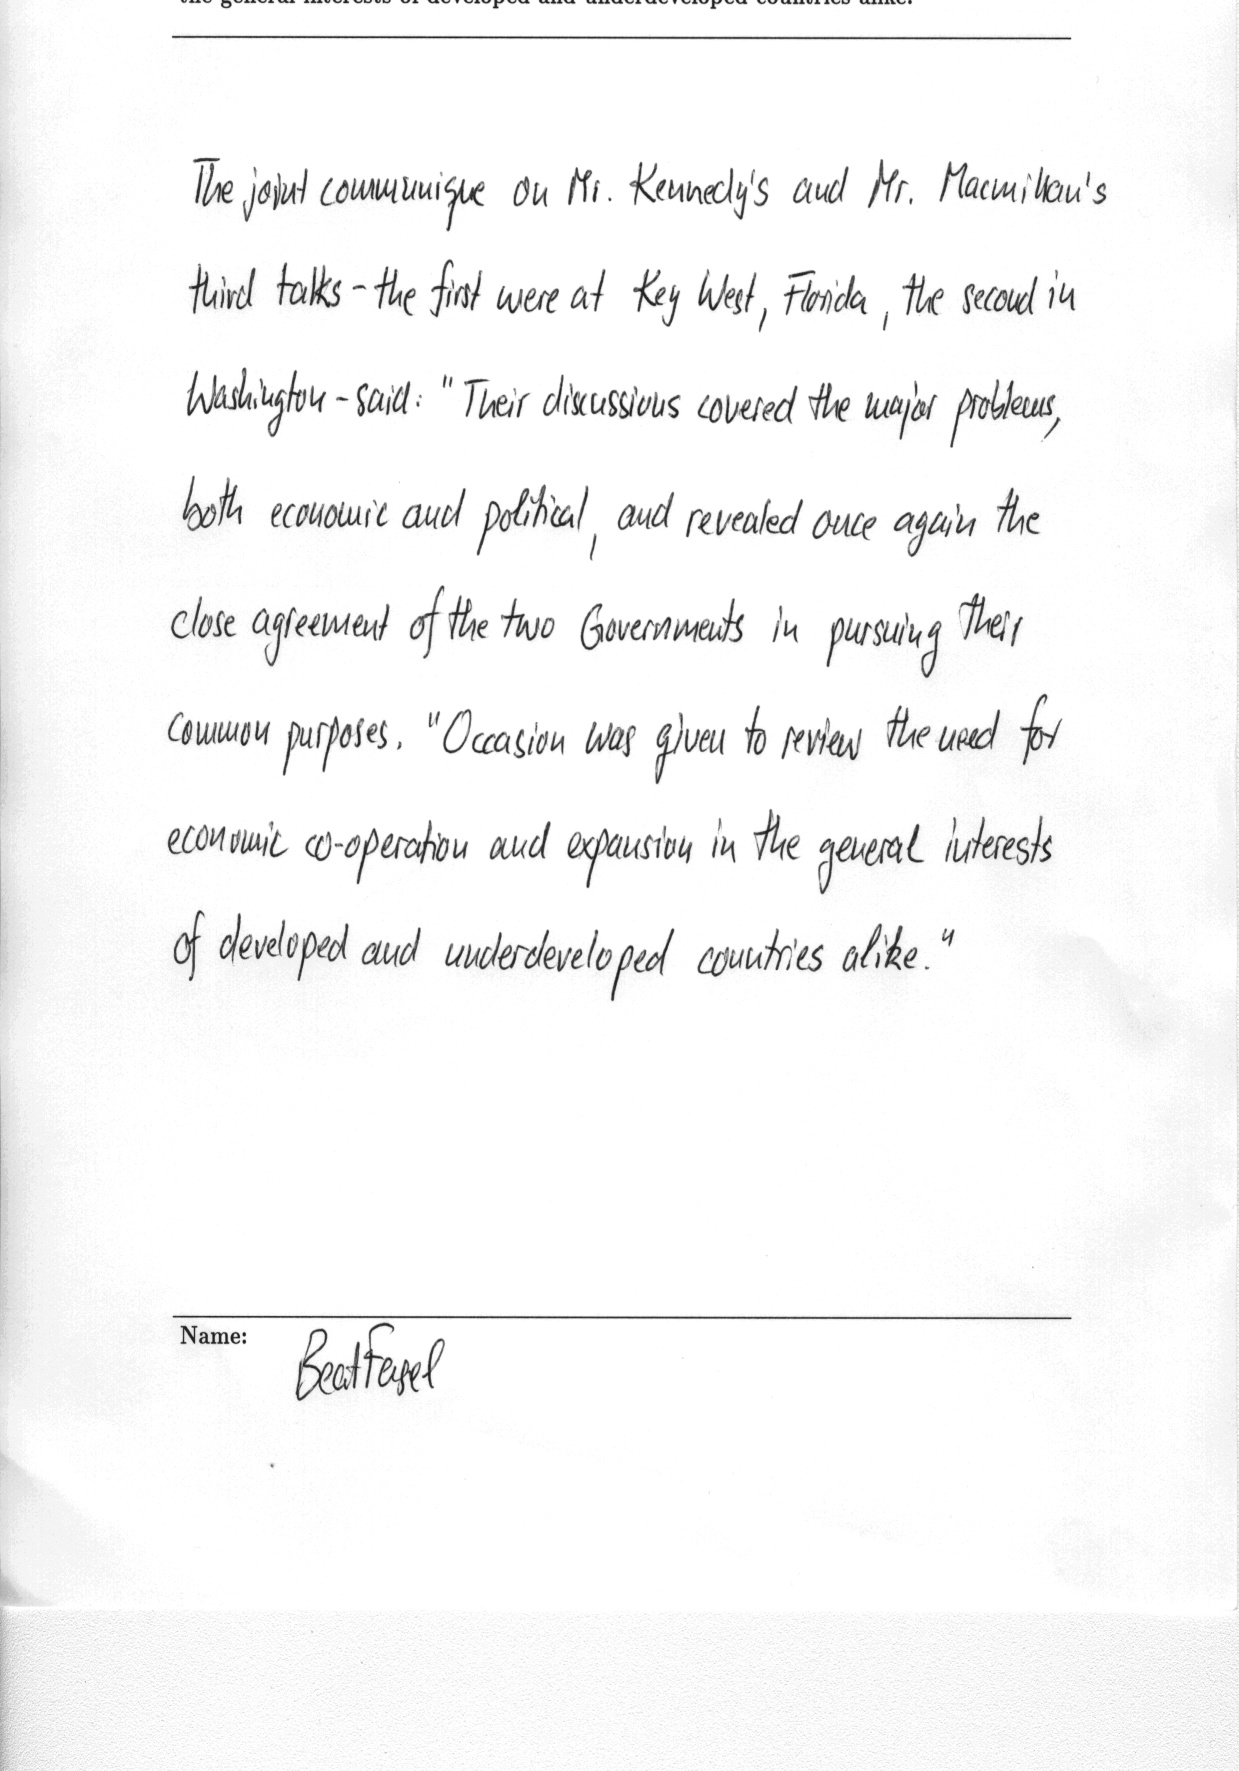 the general interests of developed and underdeveloped countries alike.
The joint communique on Mr. Kennedy's and Mr. Macmillan's
third talks - the first were at Key West, Florida, the second in
Washington - said: "Their discussions covered the major problems,
both economic and political, and revealed once again the
close agreement of the two Governments in pursuing their
common purposes. "Occasion was given to review the need for
economic co-operation and expansion in the general interests
of developed and underdeveloped countries alike."
Name:
Beat